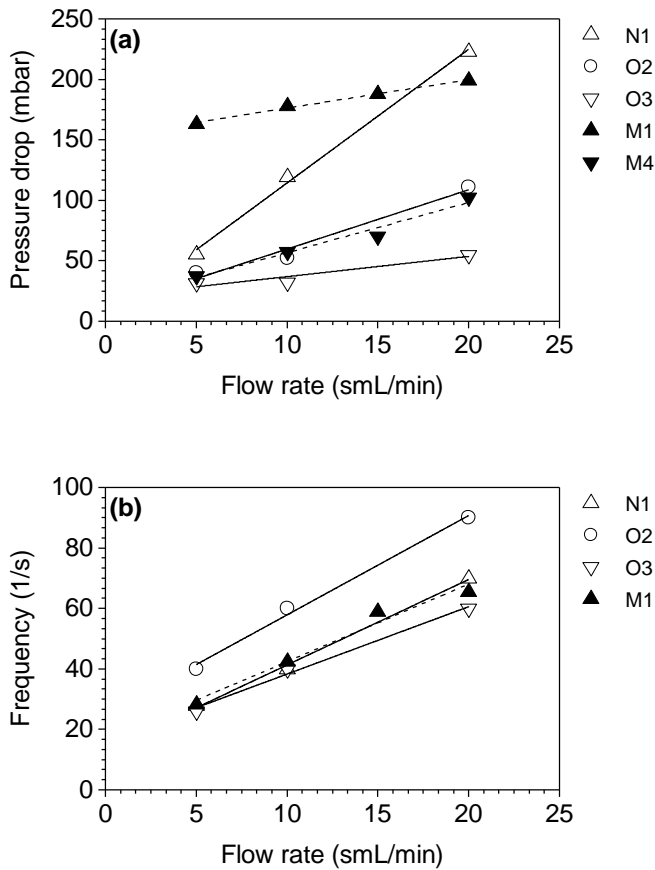 (a)
Pressure drop (mbar)
250
200
150
100
50
0
0 5 10 15 20 25
Flow rate (smL/min)
N1
O2
O3
M1
M4
(b)
Frequency (1/s)
100
80
60
40
20
0
0 5 10 15 20 25
Flow rate (smL/min)
N1
O2
O3
M1